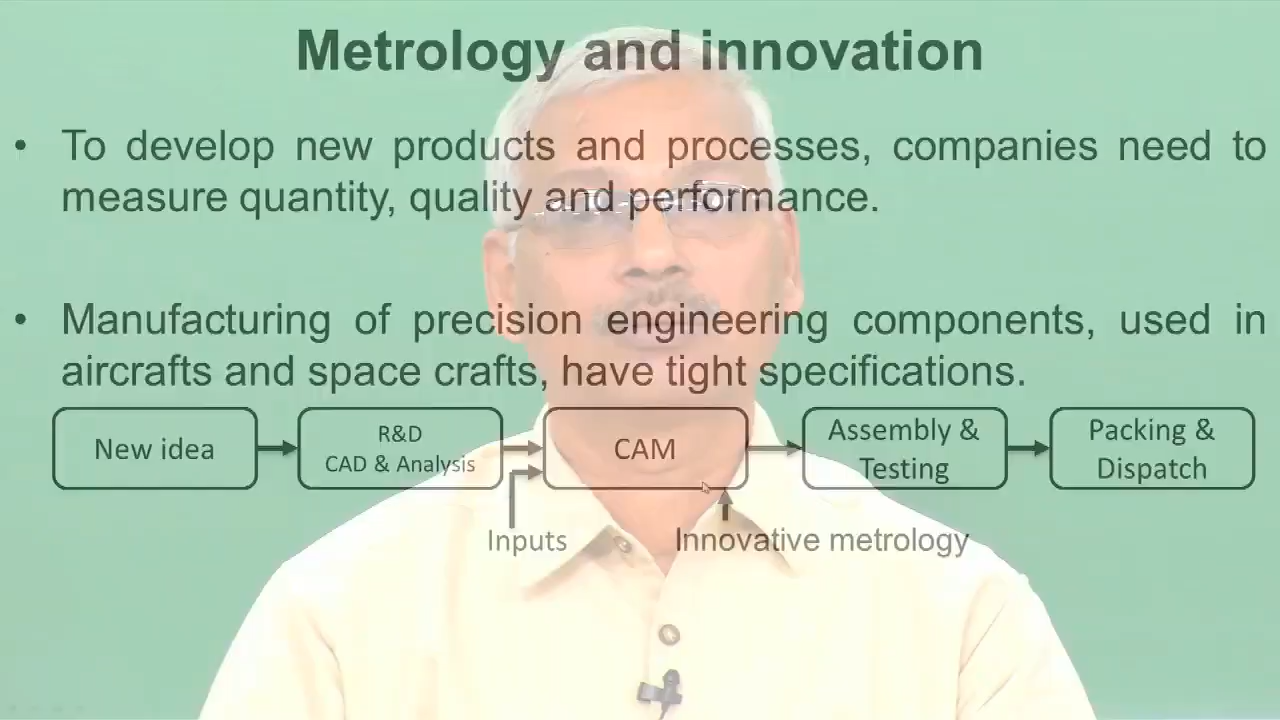 Metrology and innovation
• To develop new products and processes, companies need to
measure quantity, quality and performance.
• Manufacturing of precision engineering components, used in
aircrafts and space crafts, have tight specifications.
New idea
R&D
CAD & Analysis
CAM
Assembly &
Testing
Packing &
Dispatch
Inputs
Innovative metrology